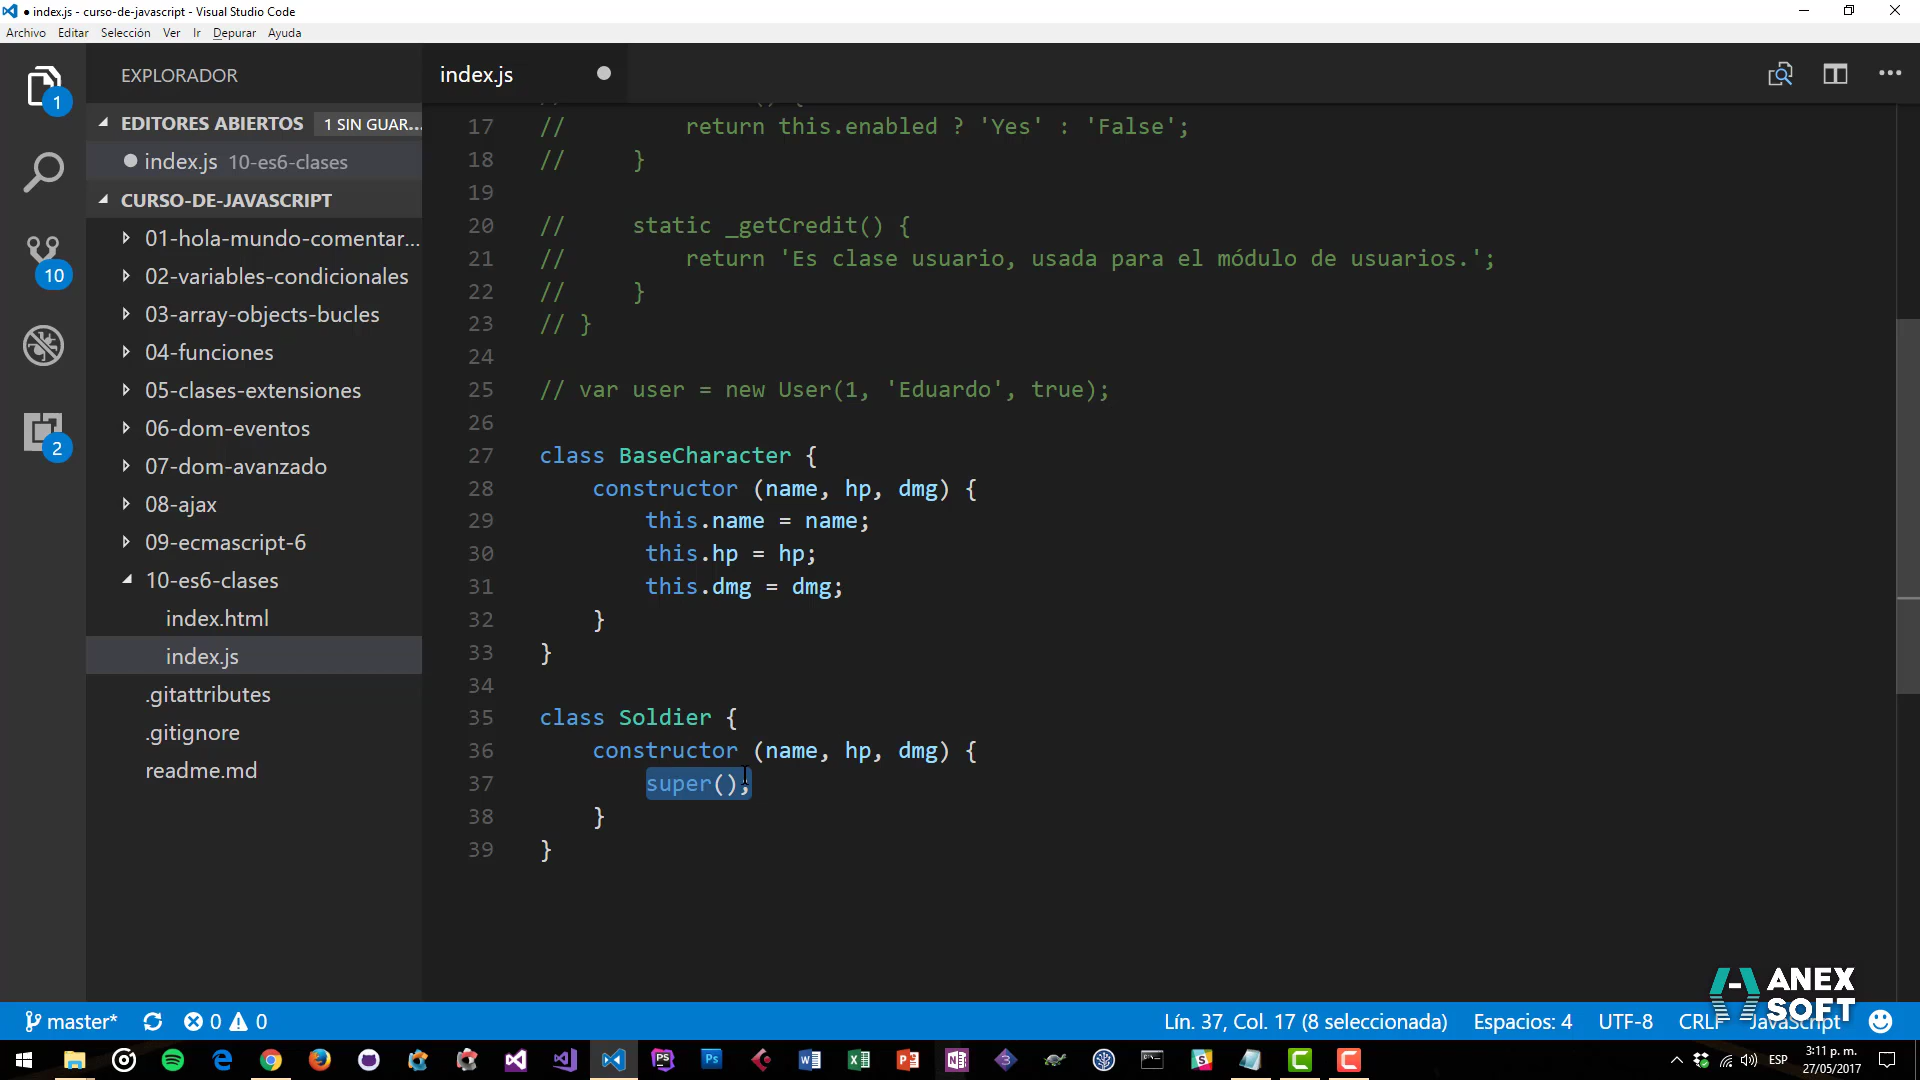 ● index.js - curso-de-javascript - Visual Studio Code
Archivo Editar Selección Ver Ir Depurar Ayuda
EXPLORADOR
EDITORES ABIERTOS 1 SIN GUAR...
index.js 10-es6-clases
CURSO-DE-JAVASCRIPT
01-hola-mundo-comentar...
02-variables-condicionales
03-array-objects-bucles
04-funciones
05-clases-extensiones
06-dom-eventos
07-dom-avanzado
08-ajax
09-ecmascript-6
10-es6-clases
index.html
index.js
.gitattributes
.gitignore
readme.md
1
10
2
index.js
17 //         return this.enabled ? 'Yes' : 'False';
18 //     }
19
20 //     static _getCredit() {
21 //         return 'Es clase usuario, usada para el módulo de usuarios.';
22 //     }
23 // }
24
25 // var user = new User(1, 'Eduardo', true);
26
27 class BaseCharacter {
28     constructor (name, hp, dmg) {
29         this.name = name;
30         this.hp = hp;
31         this.dmg = dmg;
32     }
33 }
34
35 class Soldier {
36     constructor (name, hp, dmg) {
37         super();
38     }
39 }
ANEX
SOFT
master* 0 0 Lín. 37, Col. 17 (8 seleccionada) Espacios: 4 UTF-8 CRLF JavaScript
ESP 3:11 p. m.
27/05/2017